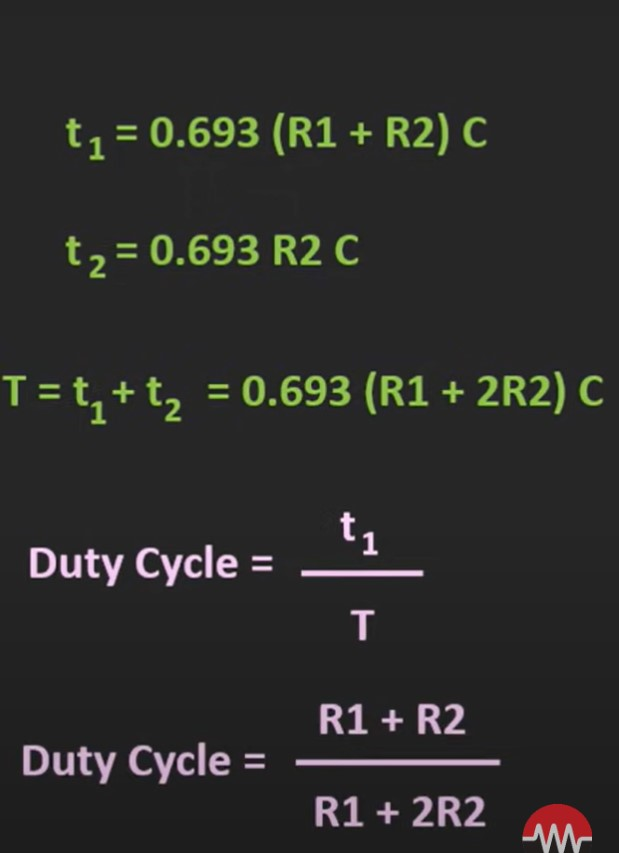 t₁ = 0.693 (R1 + R2) C
t₂ = 0.693 R2 C
T = t₁ + t₂ = 0.693 (R1 + 2R2) C
t₁
Duty Cycle =
T
R1 + R2
Duty Cycle =
R1 + 2R2